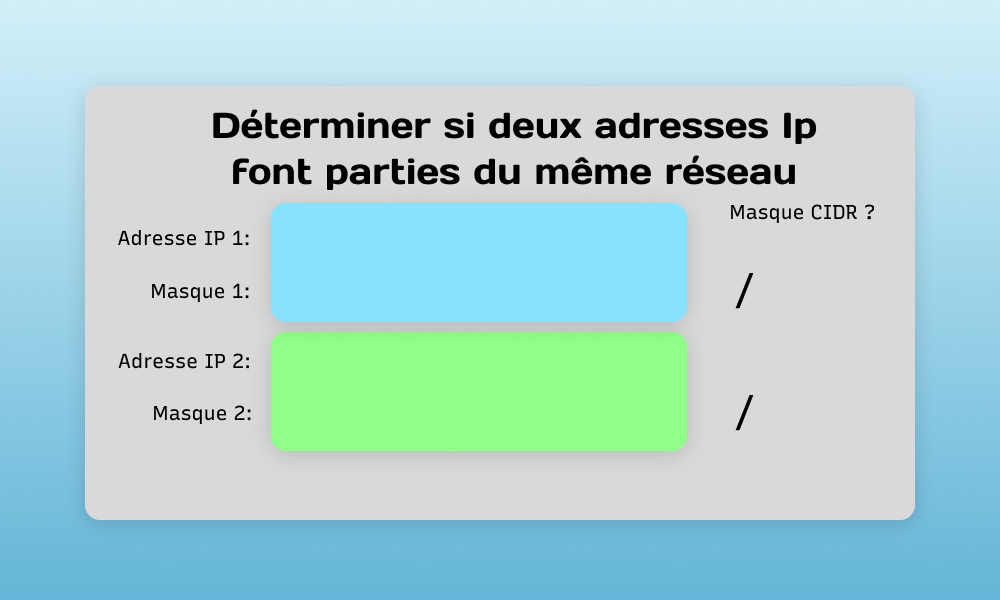 Déterminer si deux adresses Ip
font parties du même réseau
Masque CIDR ?
Adresse IP 1:
Masque 1:
/
Adresse IP 2:
Masque 2:
/